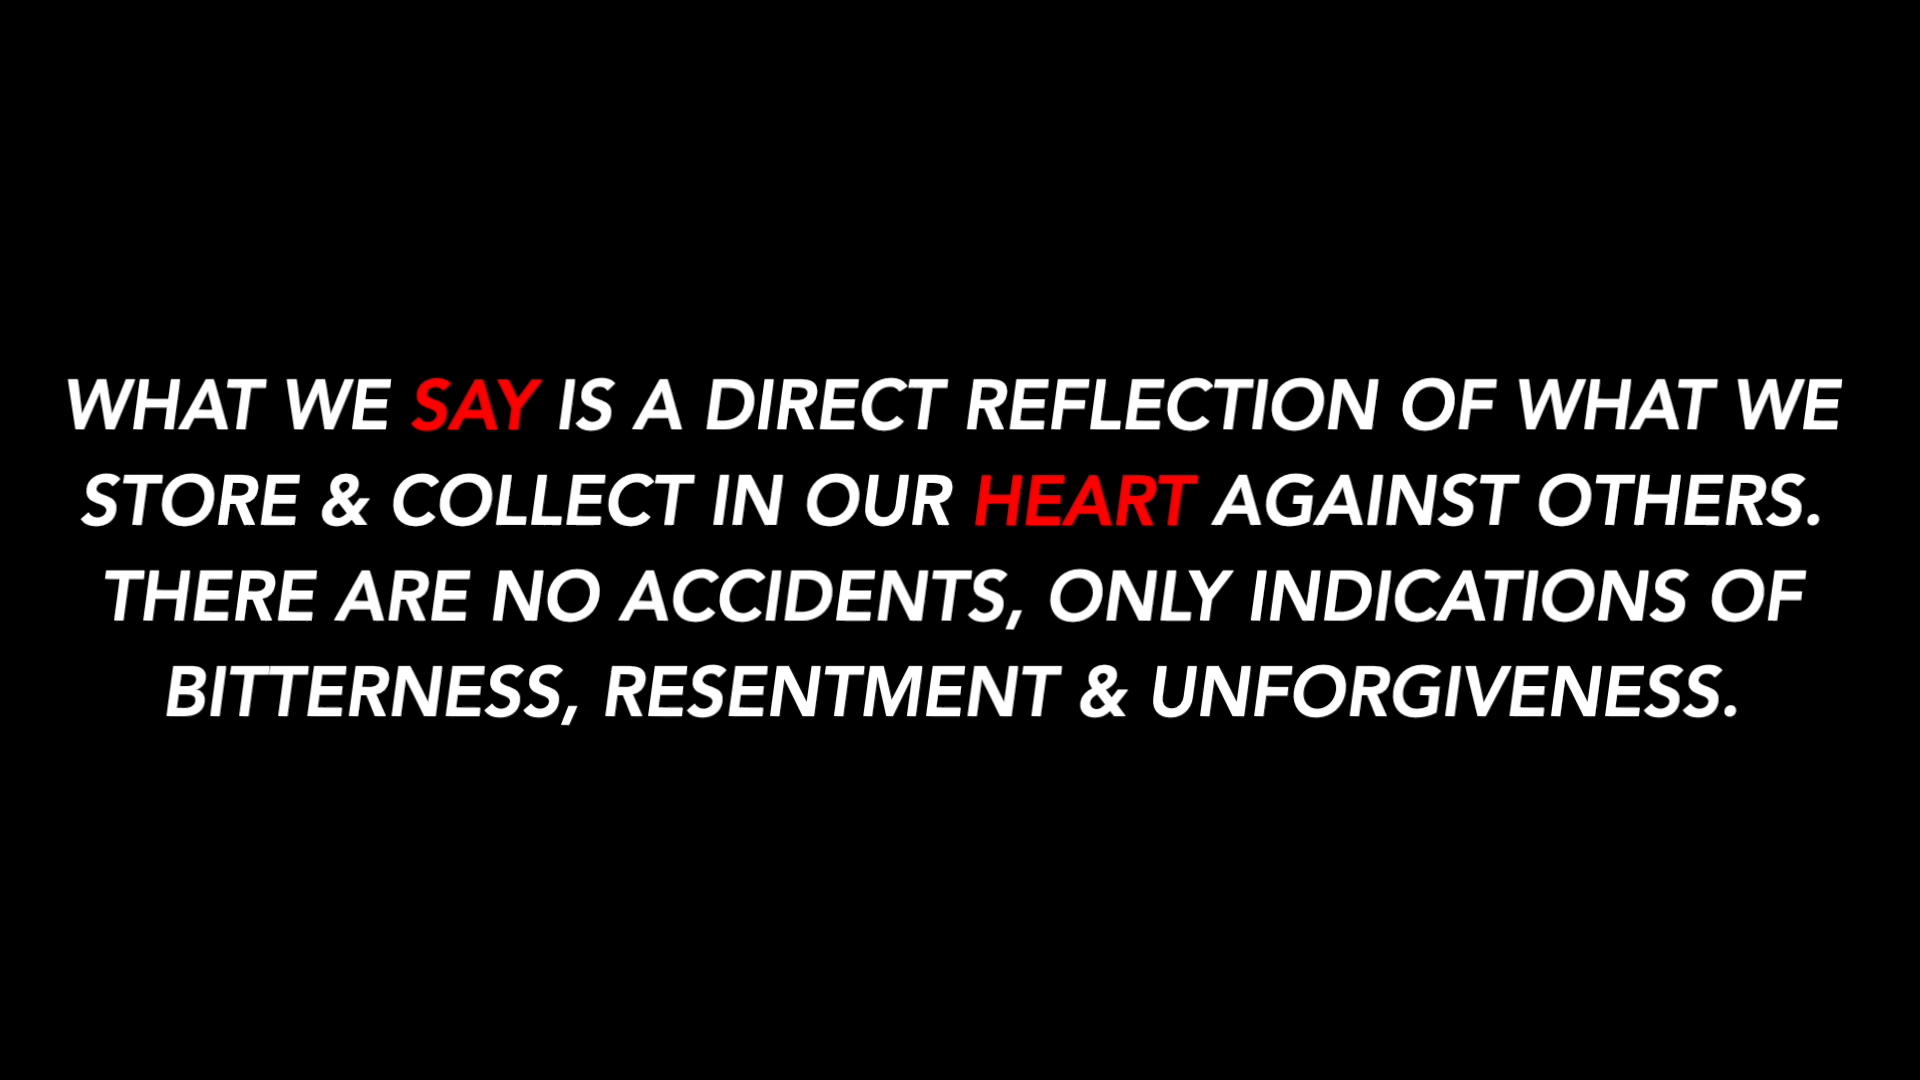 WHAT WE SAY IS A DIRECT REFLECTION OF WHAT WE
STORE & COLLECT IN OUR HEART AGAINST OTHERS.
THERE ARE NO ACCIDENTS, ONLY INDICATIONS OF
BITTERNESS, RESENTMENT & UNFORGIVENESS.